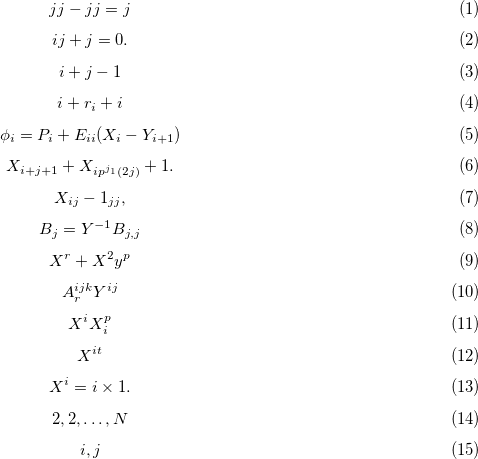 jj − jj = j (1)
ij + j = 0. (2)
i + j − 1 (3)
i + r_i + i (4)
ϕ_i = P_i + E_{ii}(X_i − Y_{i+1}) (5)
X_{i+j+1} + X_{ip^{j_1}(2j)} + 1. (6)
X_{ij} − 1_{jj}, (7)
B_j = Y^{−1}B_{j,j} (8)
X^r + X^2y^p (9)
A_r^{ijk}Y^{ij} (10)
X^iX_i^p (11)
X^{it} (12)
X^i = i × 1. (13)
2, 2, . . . , N (14)
i, j (15)